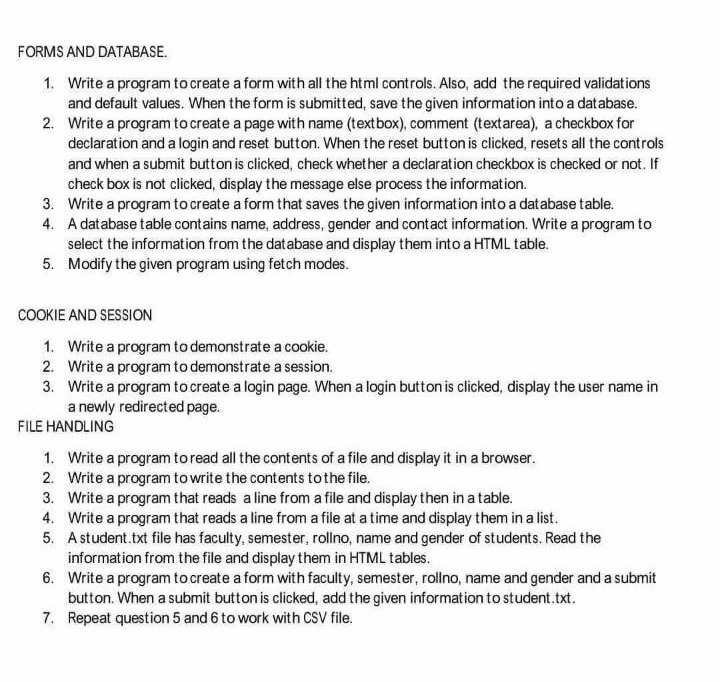 FORMS AND DATABASE.
1. Write a program to create a form with all the html controls. Also, add the required validations
and default values. When the form is submitted, save the given information into a database.
2. Write a program to create a page with name (textbox), comment (textarea), a checkbox for
declaration and a login and reset button. When the reset button is clicked, resets all the controls
and when a submit button is clicked, check whether a declaration checkbox is checked or not. If
check box is not clicked, display the message else process the information.
3. Write a program to create a form that saves the given information into a database table.
4. A database table contains name, address, gender and contact information. Write a program to
select the information from the database and display them into a HTML table.
5. Modify the given program using fetch modes.
COOKIE AND SESSION
1. Write a program to demonstrate a cookie.
2. Write a program to demonstrate a session.
3. Write a program to create a login page. When a login button is clicked, display the user name in
a newly redirected page.
FILE HANDLING
1. Write a program to read all the contents of a file and display it in a browser.
2. Write a program to write the contents to the file.
3. Write a program that reads a line from a file and display then in a table.
4. Write a program that reads a line from a file at a time and display them in a list.
5. A student.txt file has faculty, semester, rollno, name and gender of students. Read the
information from the file and display them in HTML tables.
6. Write a program to create a form with faculty, semester, rollno, name and gender and a submit
button. When a submit button is clicked, add the given information to student.txt.
7. Repeat question 5 and 6 to work with CSV file.